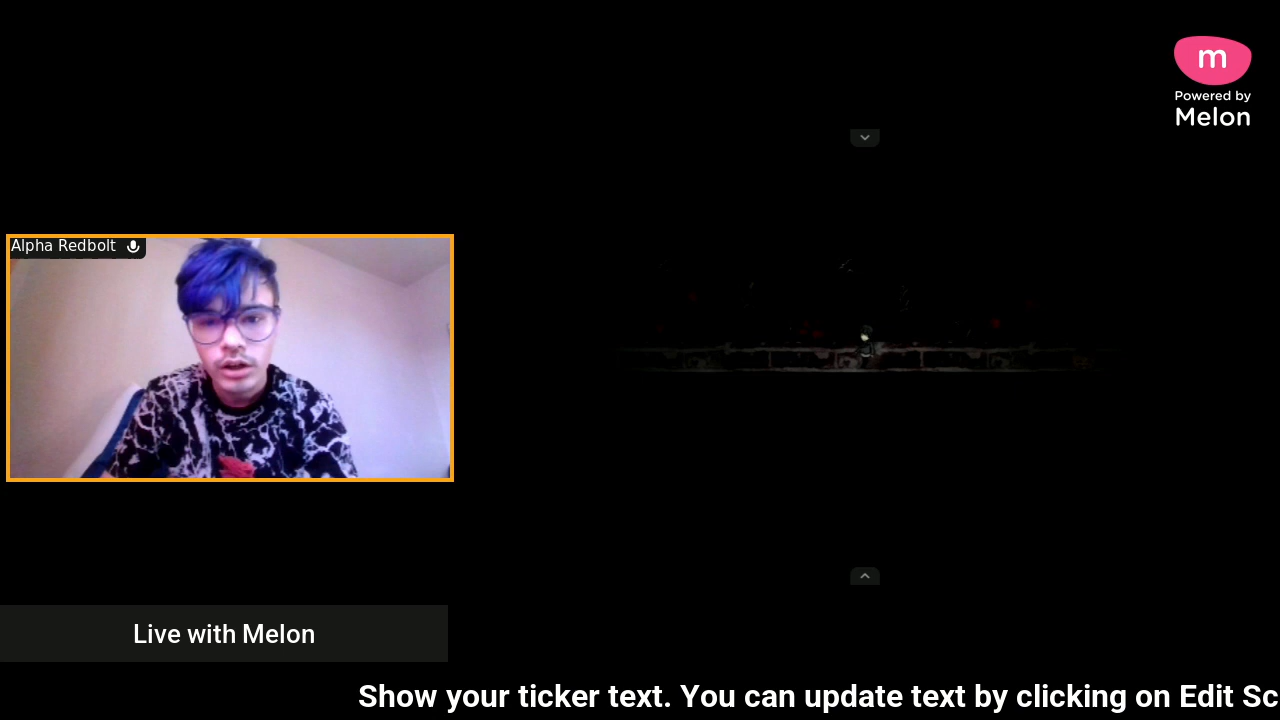 m
Powered by
Melon
Alpha Redbolt
Live with Melon
Show your ticker text. You can update text by clicking on Edit Sc